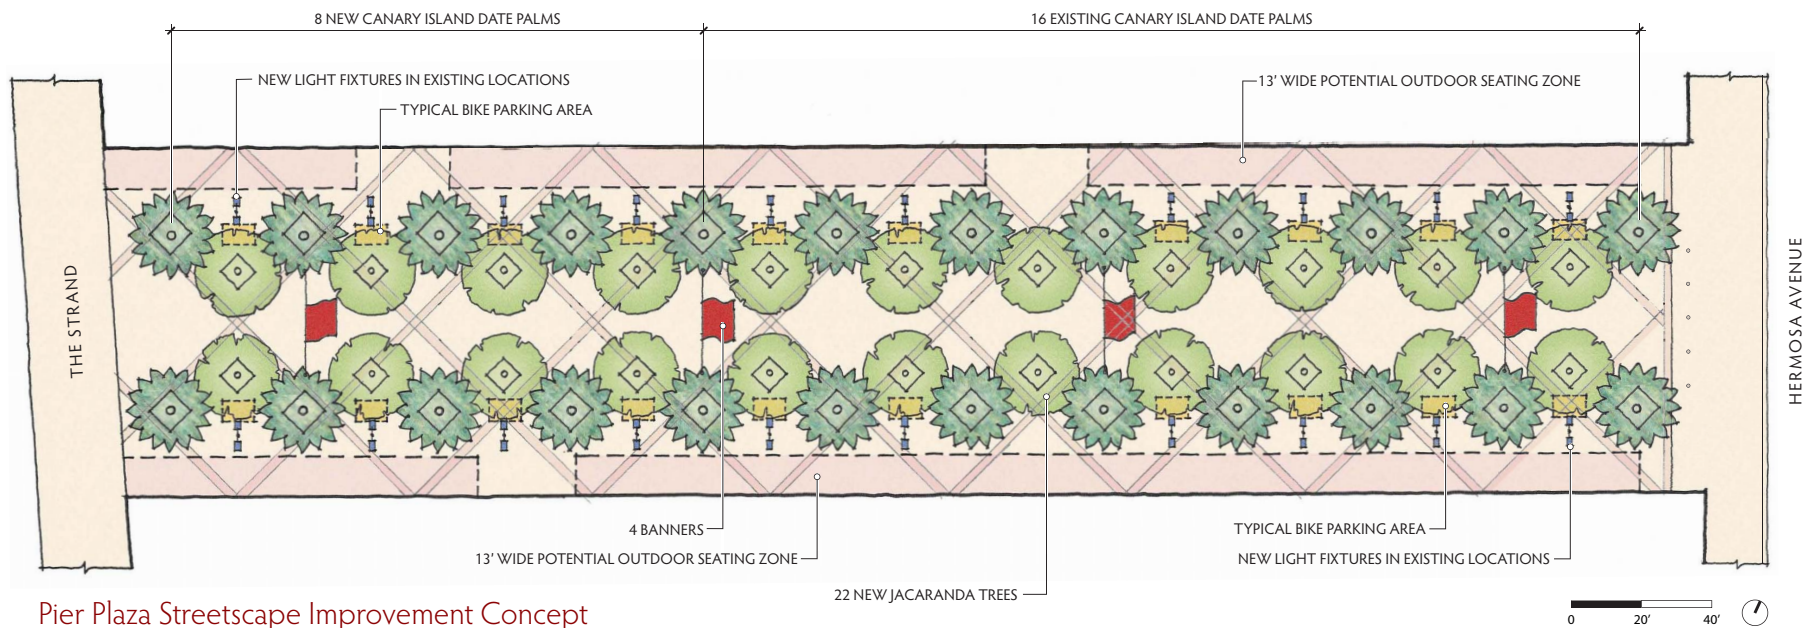 8 NEW CANARY ISLAND DATE PALMS
16 EXISTING CANARY ISLAND DATE PALMS
NEW LIGHT FIXTURES IN EXISTING LOCATIONS
13' WIDE POTENTIAL OUTDOOR SEATING ZONE
TYPICAL BIKE PARKING AREA
THE STRAND
HERMOSA AVENUE
4 BANNERS
TYPICAL BIKE PARKING AREA
13' WIDE POTENTIAL OUTDOOR SEATING ZONE
NEW LIGHT FIXTURES IN EXISTING LOCATIONS
22 NEW JACARANDA TREES
Pier Plaza Streetscape Improvement Concept
0 20' 40'